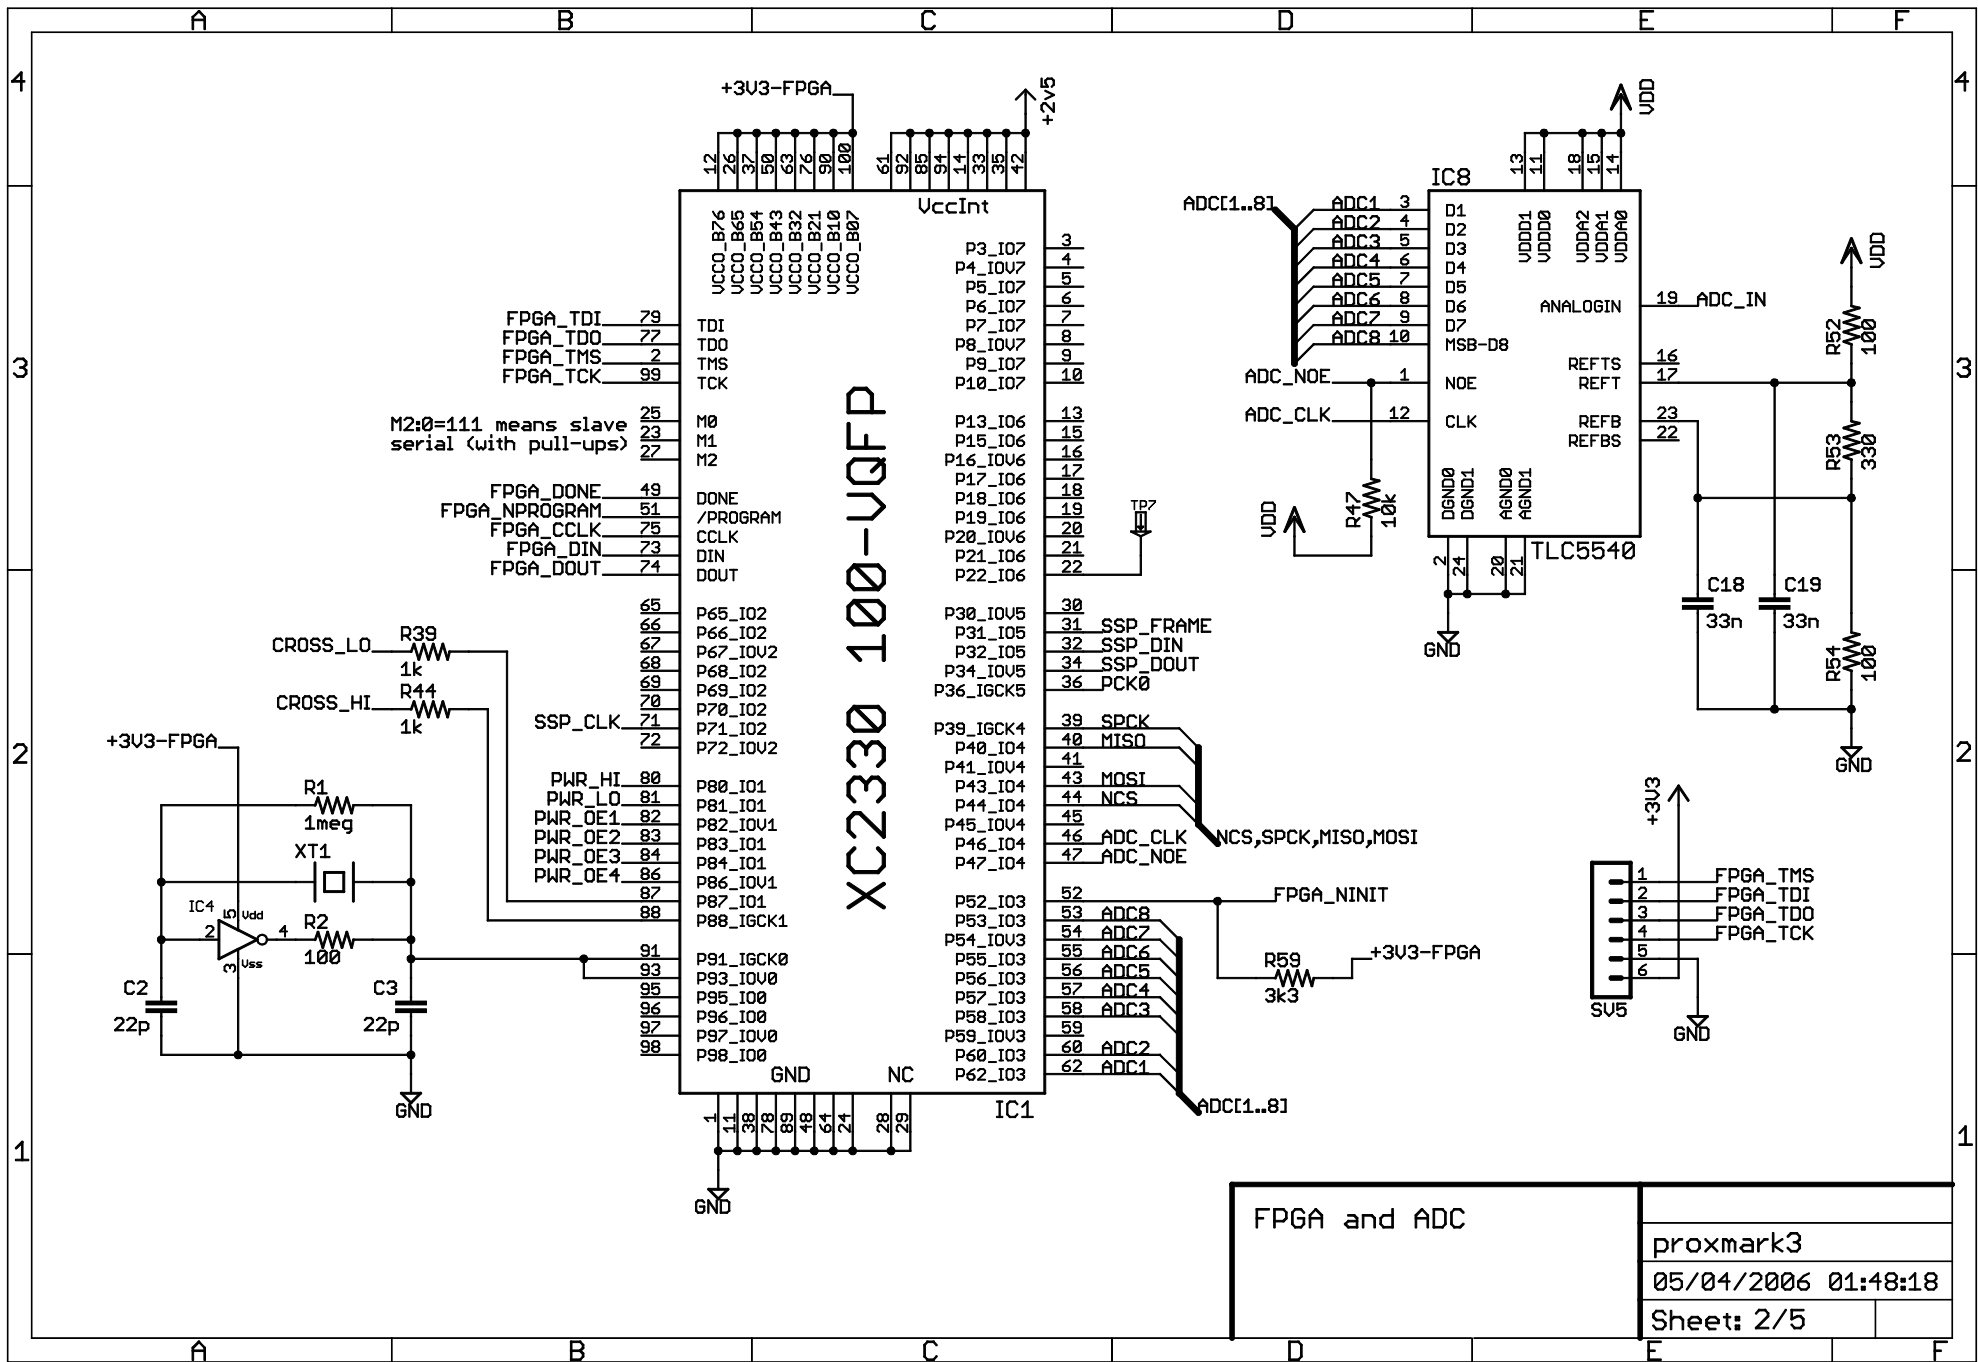 A B C D E F
4 4
3 3
2 2
1 1
A B C D E F
+3V3-FPGA
+2v5
12 26 37 50 63 76 90 100
61 92 85 94 14 33 35 42
VCCO_B76
VCCO_B65
VCCO_B54
VCCO_B43
VCCO_B32
VCCO_B21
VCCO_B10
VCCO_B07
VccInt
FPGA_TDI 79 TDI
FPGA_TDO 77 TDO
FPGA_TMS 2 TMS
FPGA_TCK 99 TCK
M2:0=111 means slave
serial (with pull-ups)
25 M0
23 M1
27 M2
FPGA_DONE 49 DONE
FPGA_NPROGRAM 51 /PROGRAM
FPGA_CCLK 75 CCLK
FPGA_DIN 73 DIN
FPGA_DOUT 74 DOUT
65 P65_IO2
66 P66_IO2
67 P67_IOV2
68 P68_IO2
69 P69_IO2
70 P70_IO2
SSP_CLK 71 P71_IO2
72 P72_IOV2
PWR_HI 80 P80_IO1
PWR_LO 81 P81_IO1
PWR_OE1 82 P82_IOV1
PWR_OE2 83 P83_IO1
PWR_OE3 84 P84_IO1
PWR_OE4 86 P86_IOV1
87 P87_IO1
88 P88_IGCK1
91 P91_IGCK0
93 P93_IOV0
95 P95_IO0
96 P96_IO0
97 P97_IOV0
98 P98_IO0
CROSS_LO R39
1k
CROSS_HI R44
1k
+3V3-FPGA
R1
1meg
XT1
IC4
5 Vdd
2 4
3 Vss
R2
100
C2
22p
C3
22p
GND
XC2330 100-VQFP
P3_IO7 3
P4_IOV7 4
P5_IO7 5
P6_IO7 6
P7_IO7 7
P8_IOV7 8
P9_IO7 9
P10_IO7 10
P13_IO6 13
P15_IO6 15
P16_IOV6 16
P17_IO6 17
P18_IO6 18
P19_IO6 19
P20_IOV6 20
P21_IO6 21
P22_IO6 22
TP7
P30_IOV5 30
P31_IO5 31 SSP_FRAME
P32_IO5 32 SSP_DIN
P34_IOV5 34 SSP_DOUT
P36_IGCK5 36 PCK0
P39_IGCK4 39 SPCK
P40_IO4 40 MISO
P41_IOV4 41
P43_IO4 43 MOSI
P44_IO4 44 NCS
P45_IOV4 45
P46_IO4 46 ADC_CLK
P47_IO4 47 ADC_NOE
NCS,SPCK,MISO,MOSI
P52_IO3 52 FPGA_NINIT
P53_IO3 53 ADC8
P54_IOV3 54 ADC7
P55_IO3 55 ADC6
P56_IO3 56 ADC5
P57_IO3 57 ADC4
P58_IO3 58 ADC3
P59_IOV3 59
P60_IO3 60 ADC2
P62_IO3 62 ADC1
ADC[1..8]
R59
3k3
+3V3-FPGA
GND NC
IC1
1 11 38 78 89 48 64 24 28 29
GND
VDD
13 11 18 15 14
IC8
VDDD1
VDDD0
VDDA2
VDDA1
VDDA0
ADC[1..8]
ADC1 3 D1
ADC2 4 D2
ADC3 5 D3
ADC4 6 D4
ADC5 7 D5
ADC6 8 D6
ADC7 9 D7
ADC8 10 MSB-D8
ADC_NOE 1 NOE
ADC_CLK 12 CLK
ANALOGIN 19 ADC_IN
REFTS 16
REFT 17
REFB 23
REFBS 22
DGND0
DGND1
AGND0
AGND1
TLC5540
2 24 20 21
GND
VDD
R47
10k
VDD
R52
100
R53
330
R54
100
C18
33n
C19
33n
GND
+3V3
1 FPGA_TMS
2 FPGA_TDI
3 FPGA_TDO
4 FPGA_TCK
5
6
SV5
GND
FPGA and ADC
proxmark3
05/04/2006 01:48:18
Sheet: 2/5